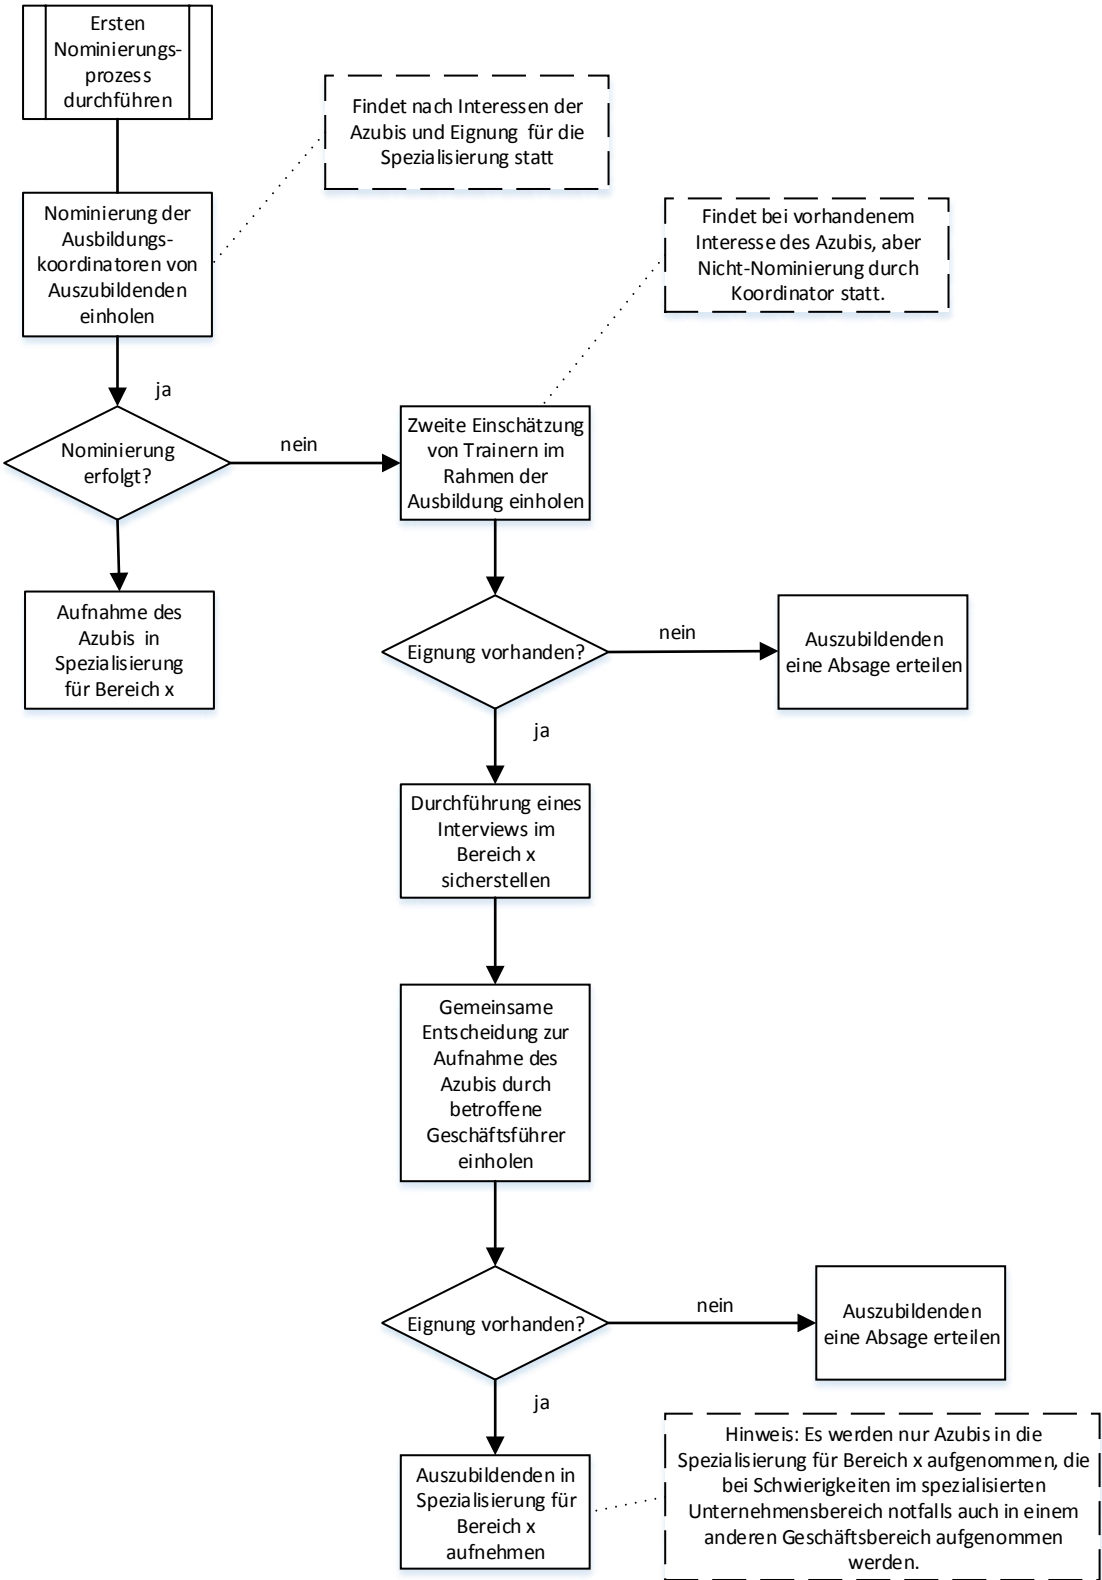 Ersten
Nominierungs-
prozess
durchführen
Findet nach Interessen der
Azubis und Eignung für die
Spezialisierung statt
Nominierung der
Ausbildungs-
koordinatoren von
Auszubildenden
einholen
Findet bei vorhandenem
Interesse des Azubis, aber
Nicht-Nominierung durch
Koordinator statt.
ja
Nominierung
erfolgt?
nein
Zweite Einschätzung
von Trainern im
Rahmen der
Ausbildung einholen
Aufnahme des
Azubis in
Spezialisierung
für Bereich x
Eignung vorhanden?
nein
Auszubildenden
eine Absage erteilen
ja
Durchführung eines
Interviews im
Bereich x
sicherstellen
Gemeinsame
Entscheidung zur
Aufnahme des
Azubis durch
betroffene
Geschäftsführer
einholen
Eignung vorhanden?
nein
Auszubildenden
eine Absage erteilen
ja
Auszubildenden in
Spezialisierung für
Bereich x
aufnehmen
Hinweis: Es werden nur Azubis in die
Spezialisierung für Bereich x aufgenommen, die
bei Schwierigkeiten im spezialisierten
Unternehmensbereich notfalls auch in einem
anderen Geschäftsbereich aufgenommen
werden.